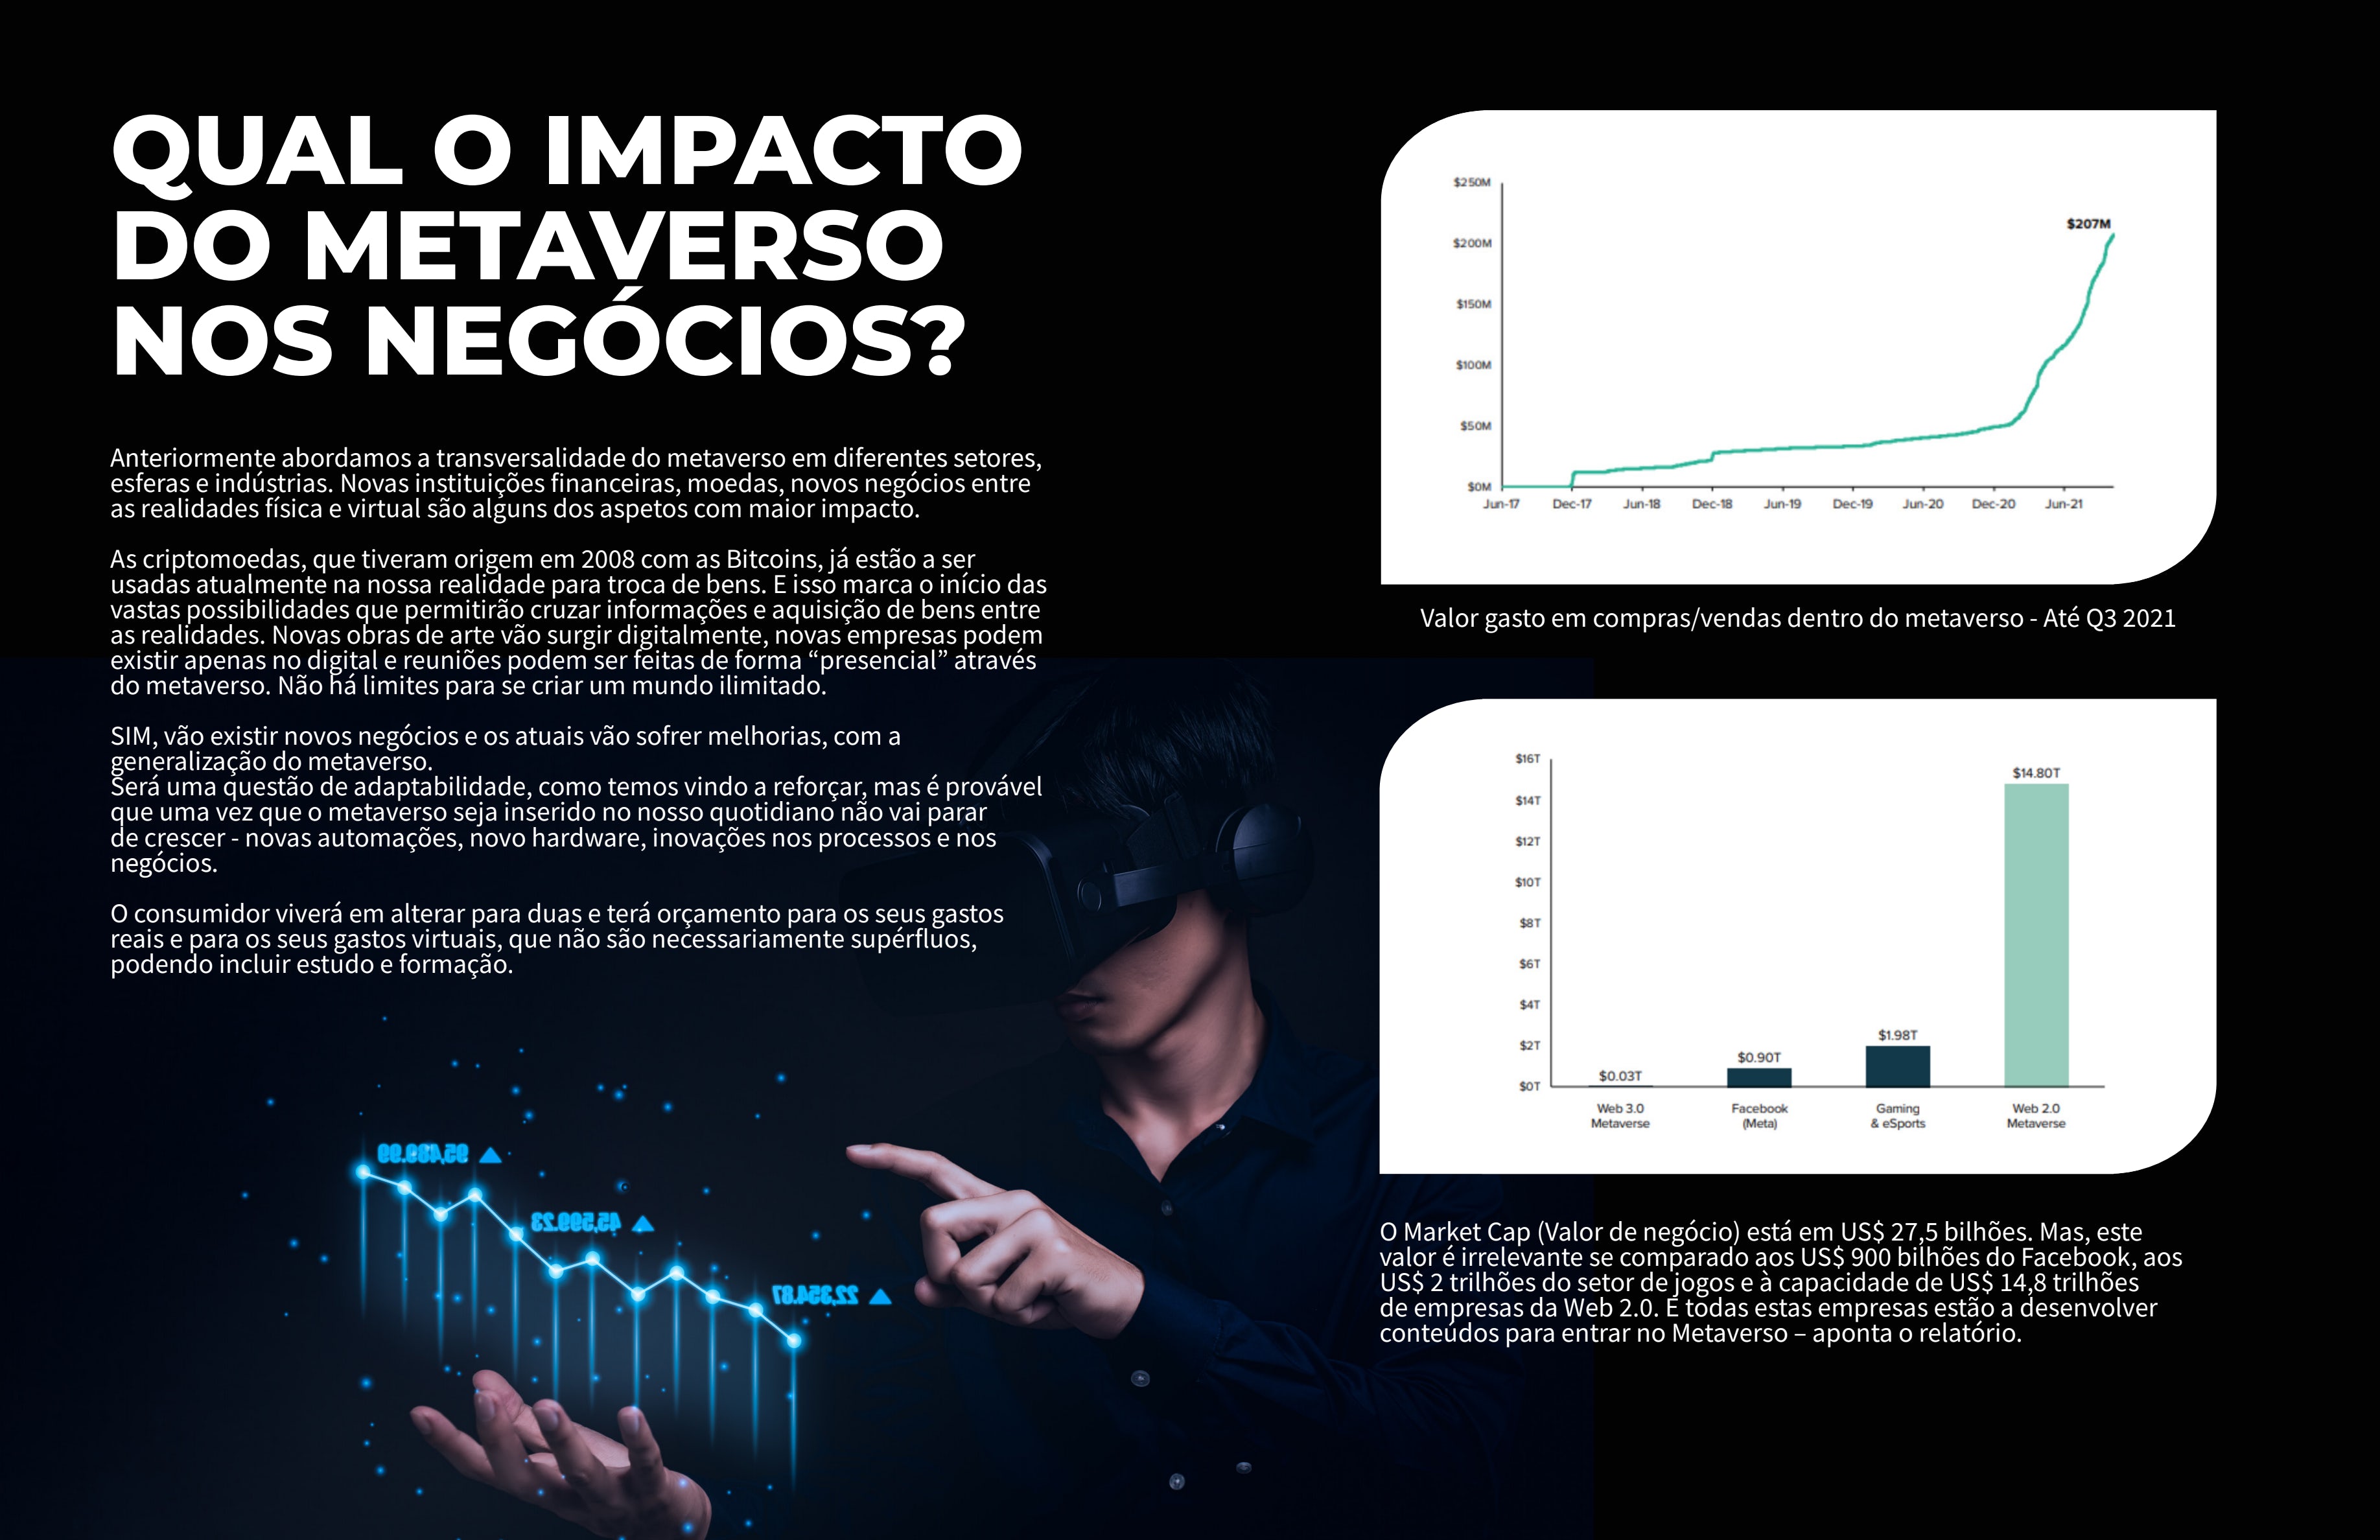 QUAL O IMPACTO
DO METAVERSO
NOS NEGÓCIOS?
Anteriormente abordamos a transversalidade do metaverso em diferentes setores,
esferas e indústrias. Novas instituições financeiras, moedas, novos negócios entre
as realidades física e virtual são alguns dos aspetos com maior impacto.
As criptomoedas, que tiveram origem em 2008 com as Bitcoins, já estão a ser
usadas atualmente na nossa realidade para troca de bens. E isso marca o início das
vastas possibilidades que permitirão cruzar informações e aquisição de bens entre
as realidades. Novas obras de arte vão surgir digitalmente, novas empresas podem
existir apenas no digital e reuniões podem ser feitas de forma “presencial” através
do metaverso. Não há limites para se criar um mundo ilimitado.
SIM, vão existir novos negócios e os atuais vão sofrer melhorias, com a
generalização do metaverso.
Será uma questão de adaptabilidade, como temos vindo a reforçar, mas é provável
que uma vez que o metaverso seja inserido no nosso quotidiano não vai parar
de crescer - novas automações, novo hardware, inovações nos processos e nos
negócios.
O consumidor viverá em alterar para duas e terá orçamento para os seus gastos
reais e para os seus gastos virtuais, que não são necessariamente supérfluos,
podendo incluir estudo e formação.
95,489.99
45,599.23
22,354.87
$250M
$207M
$200M
$150M
$100M
$50M
$0M
Jun-17 Dec-17 Jun-18 Dec-18 Jun-19 Dec-19 Jun-20 Dec-20 Jun-21
Valor gasto em compras/vendas dentro do metaverso - Até Q3 2021
$16T
$14.80T
$14T
$12T
$10T
$8T
$6T
$4T
$2T
$1.98T
$0.90T
$0.03T
$0T
Web 3.0 Facebook Gaming Web 2.0
Metaverse (Meta) & eSports Metaverse
O Market Cap (Valor de negócio) está em US$ 27,5 bilhões. Mas, este
valor é irrelevante se comparado aos US$ 900 bilhões do Facebook, aos
US$ 2 trilhões do setor de jogos e à capacidade de US$ 14,8 trilhões
de empresas da Web 2.0. E todas estas empresas estão a desenvolver
conteúdos para entrar no Metaverso – aponta o relatório.